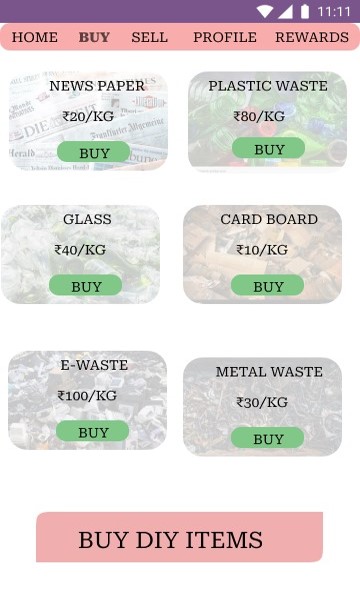 11:11
HOME BUY SELL PROFILE REWARDS
NEWS PAPER
₹20/KG
BUY
PLASTIC WASTE
₹80/KG
BUY
GLASS
₹40/KG
BUY
CARD BOARD
₹10/KG
BUY
E-WASTE
₹100/KG
BUY
METAL WASTE
₹30/KG
BUY
BUY DIY ITEMS